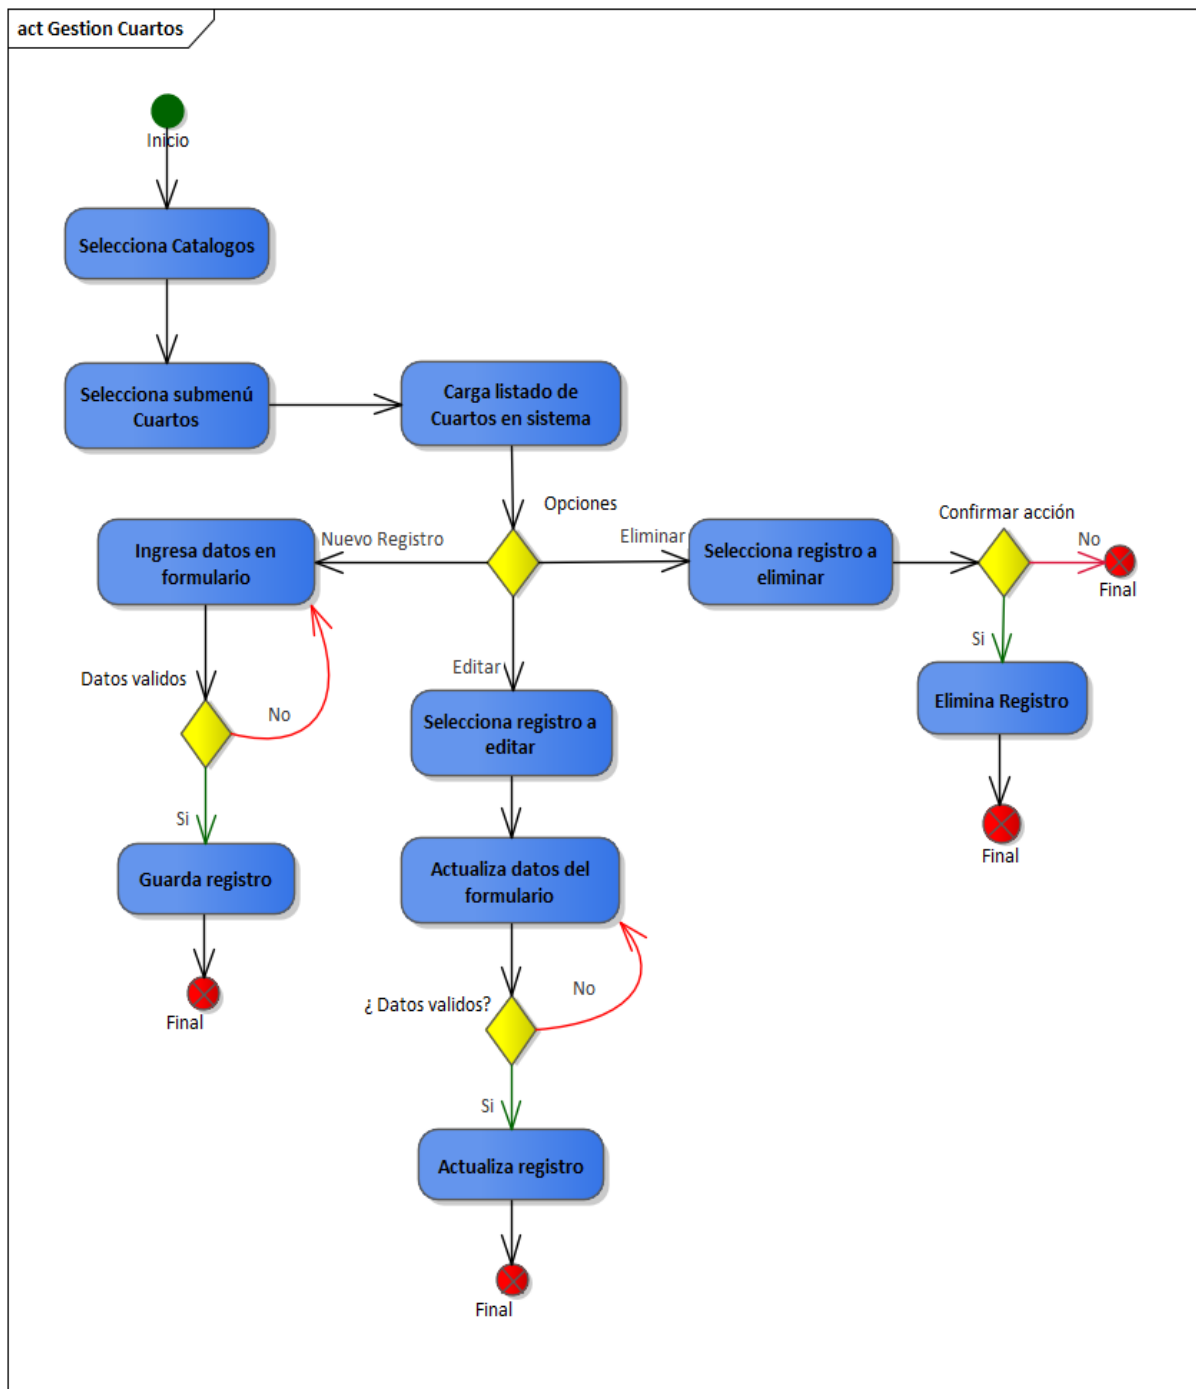 act Gestion Cuartos
Inicio
Selecciona Catalogos
Selecciona submenú
Cuartos
Carga listado de
Cuartos en sistema
Opciones
Nuevo Registro
Eliminar
Editar
Ingresa datos en
formulario
Datos validos
No
Si
Guarda registro
Final
Selecciona registro a
editar
Actualiza datos del
formulario
¿ Datos validos?
No
Si
Actualiza registro
Final
Selecciona registro a
eliminar
Confirmar acción
No
Final
Si
Elimina Registro
Final